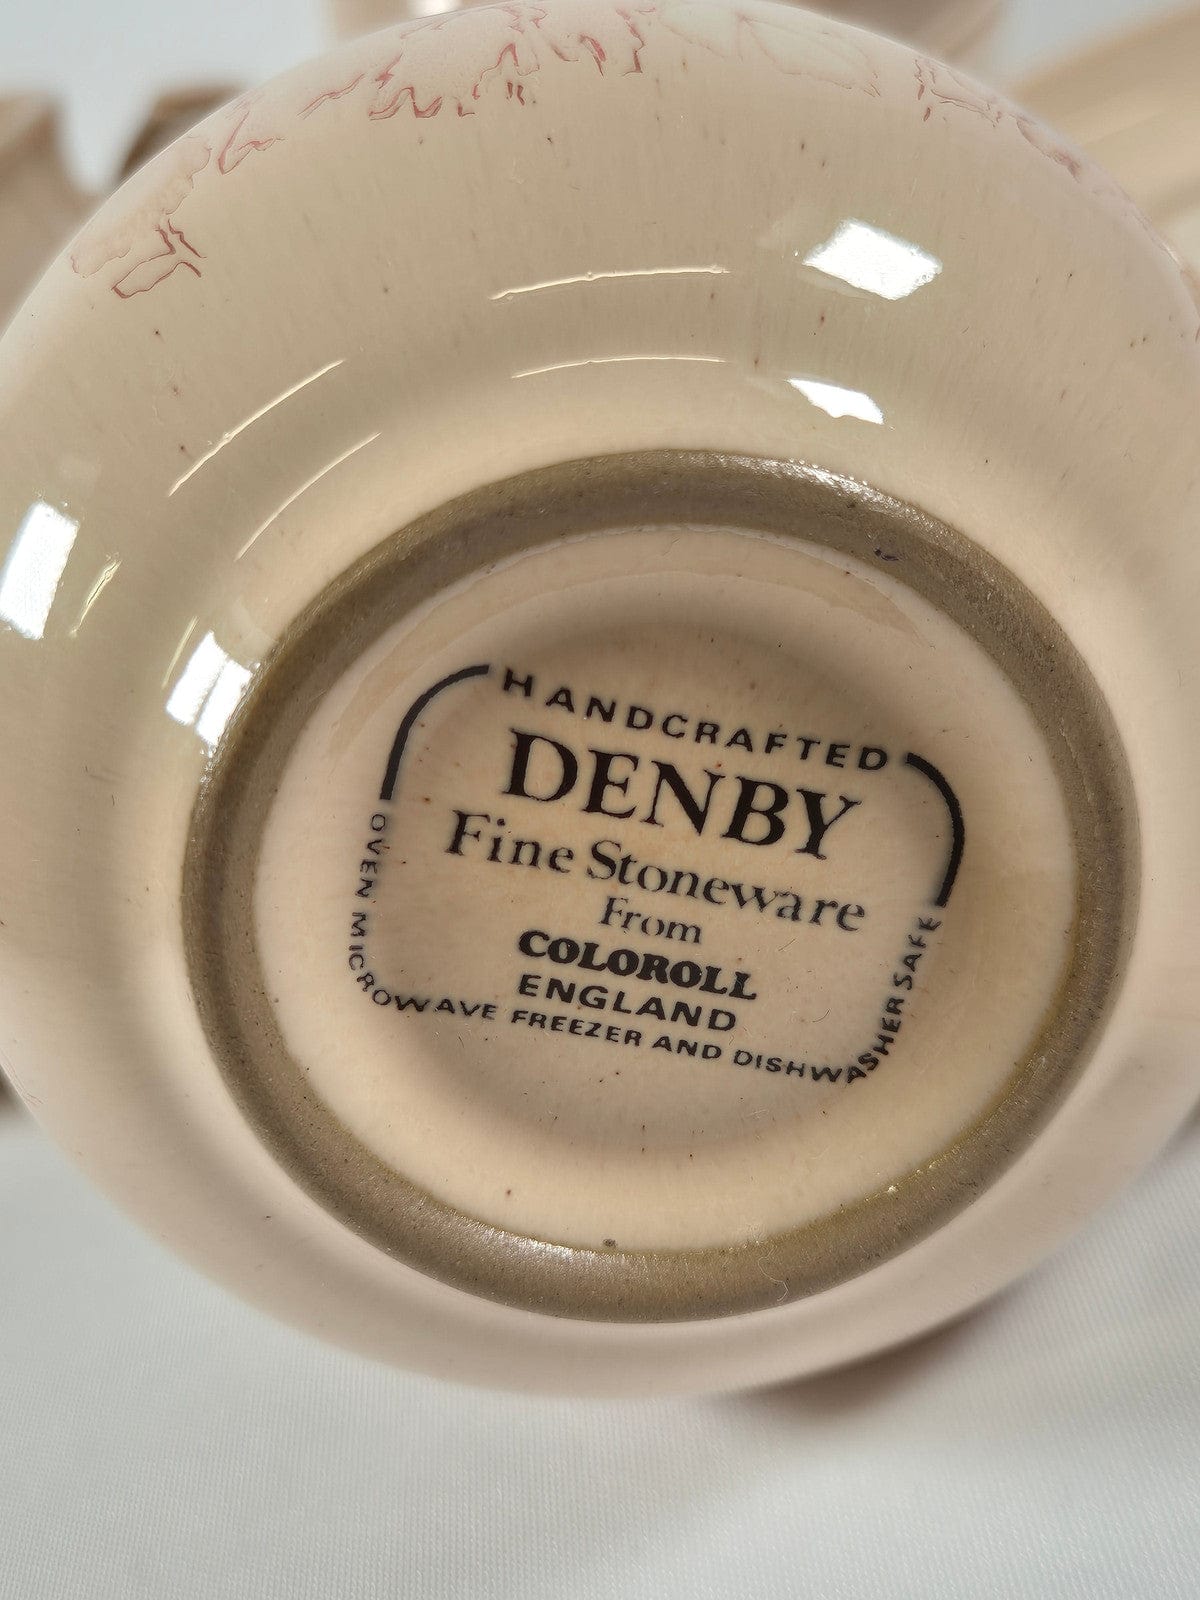 HANDCRAFTED
DENBY
Fine Stoneware
From
COLOROLL
ENGLAND
OVEN MICROWAVE FREEZER AND DISHWASHER SAFE